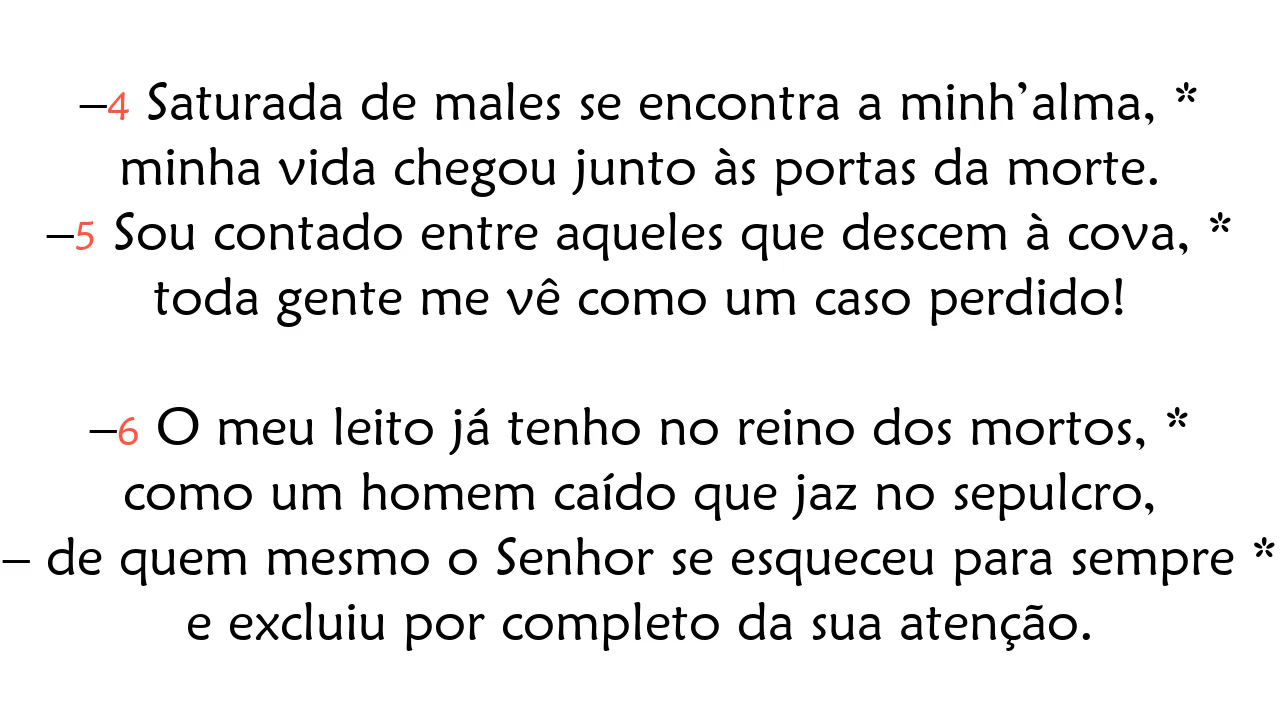 –4 Saturada de males se encontra a minh’alma, *
minha vida chegou junto às portas da morte.
–5 Sou contado entre aqueles que descem à cova, *
toda gente me vê como um caso perdido!
–6 O meu leito já tenho no reino dos mortos, *
como um homem caído que jaz no sepulcro,
– de quem mesmo o Senhor se esqueceu para sempre *
e excluiu por completo da sua atenção.